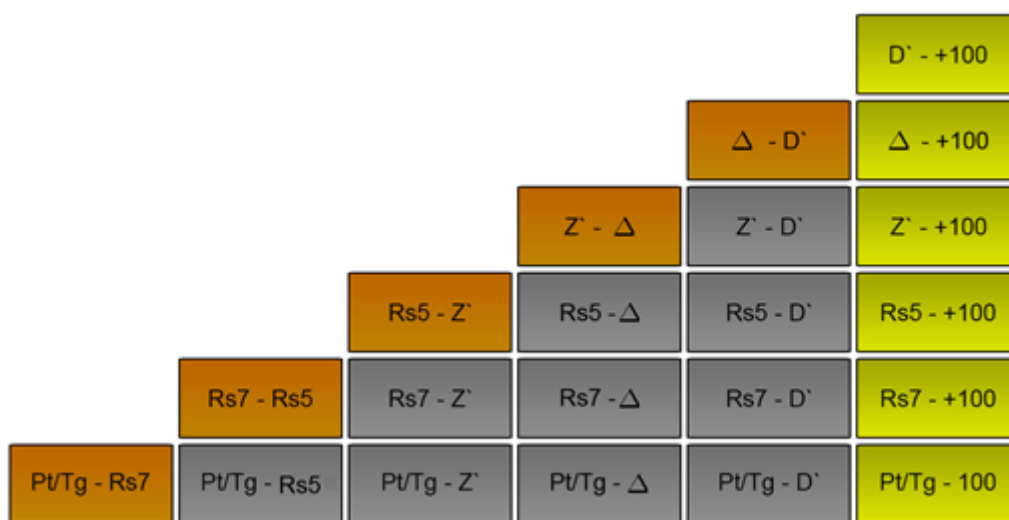 D` - +100
Δ - D`
Δ - +100
Z` - Δ
Z` - D`
Z` - +100
Rs5 - Z`
Rs5 - Δ
Rs5 - D`
Rs5 - +100
Rs7 - Rs5
Rs7 - Z`
Rs7 - Δ
Rs7 - D`
Rs7 - +100
Pt/Tg - Rs7
Pt/Tg - Rs5
Pt/Tg - Z`
Pt/Tg - Δ
Pt/Tg - D`
Pt/Tg - 100